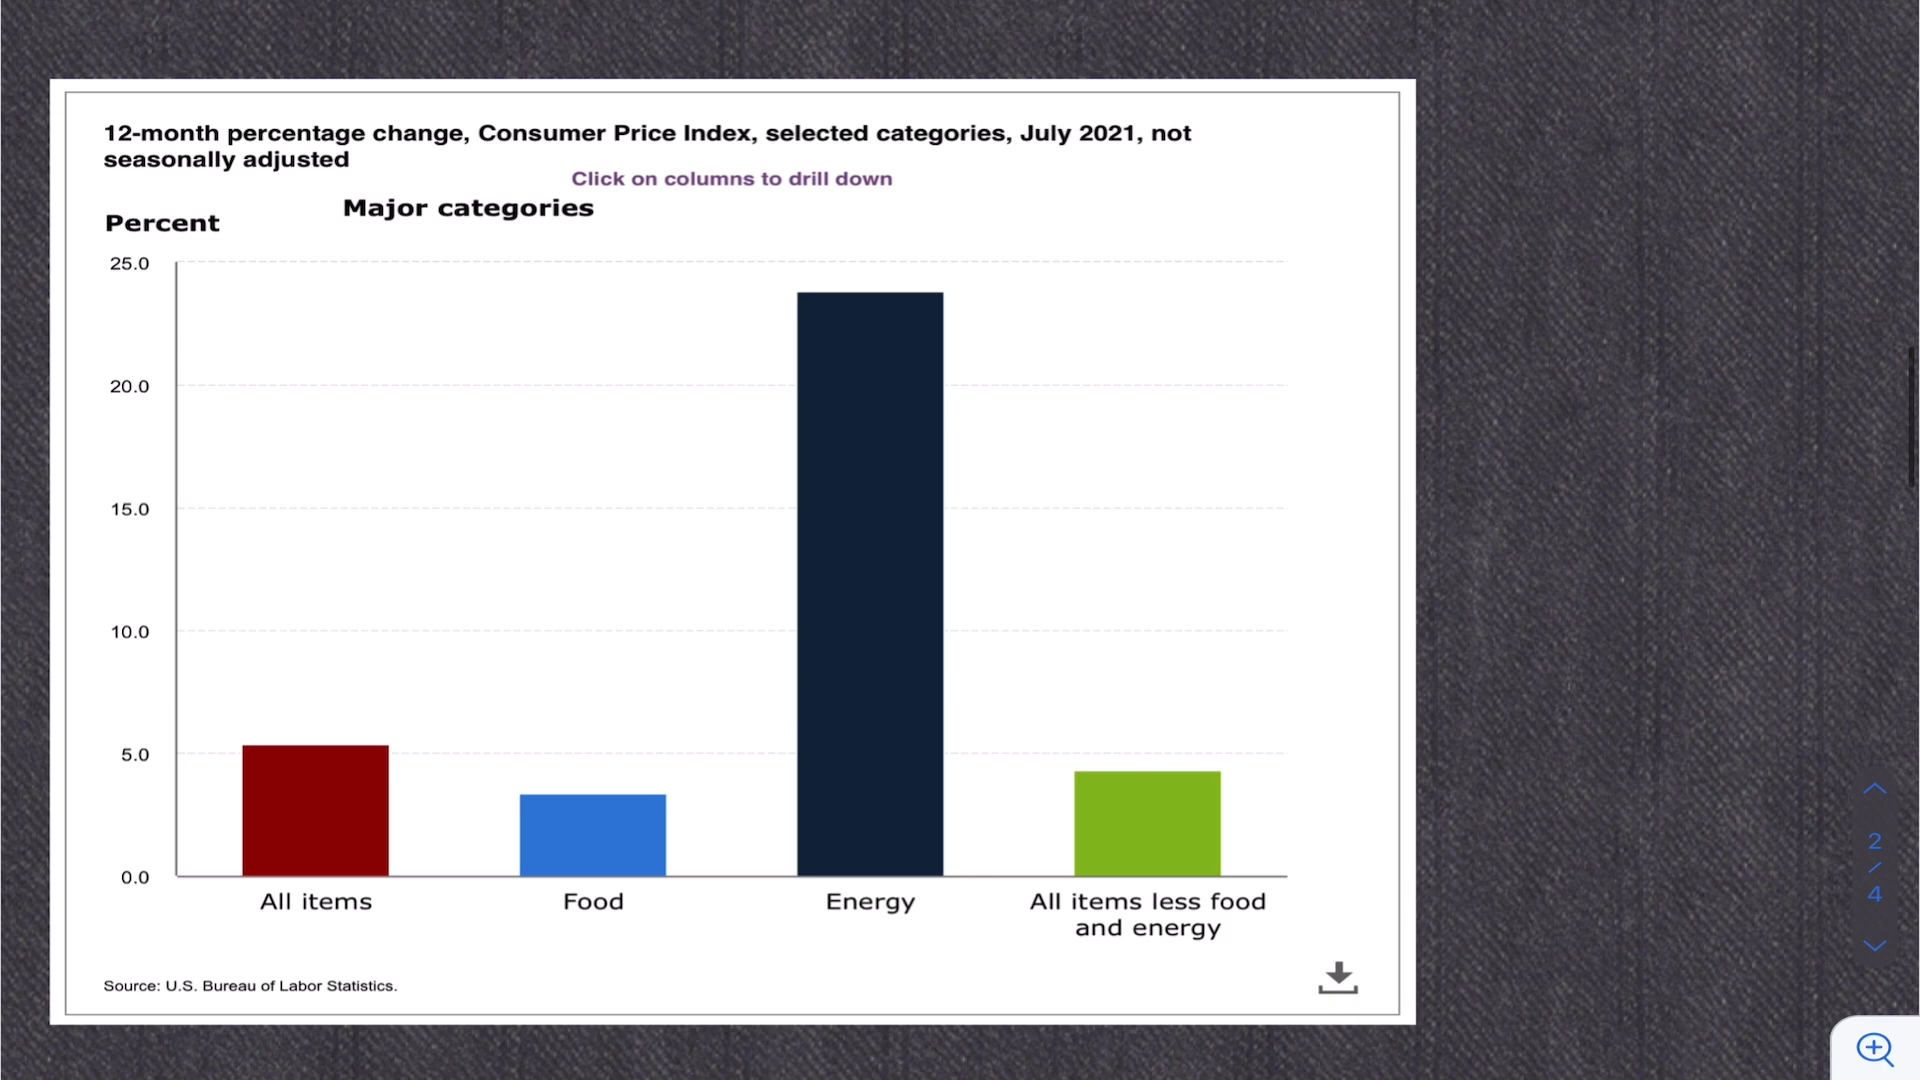 12-month percentage change, Consumer Price Index, selected categories, July 2021, not
seasonally adjusted
Click on columns to drill down
Major categories
Percent
25.0
20.0
15.0
10.0
5.0
0.0
All items
Food
Energy
All items less food
and energy
Source: U.S. Bureau of Labor Statistics.
2
/
4